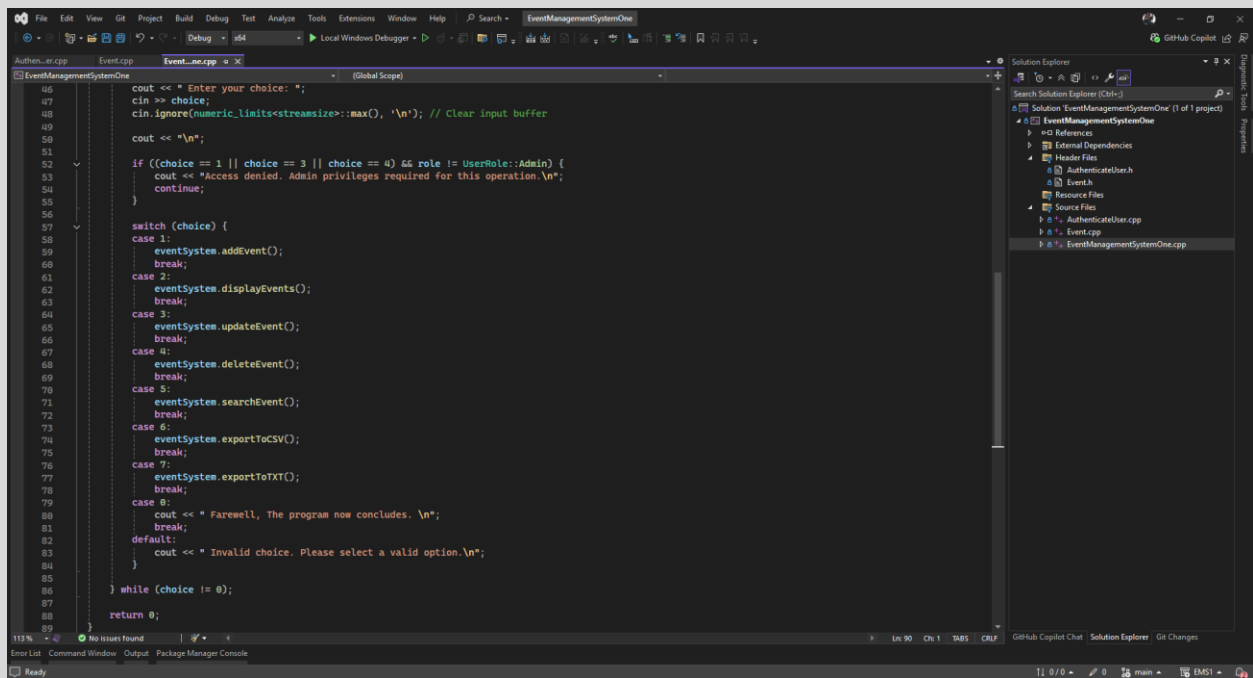 File Edit View Git Project Build Debug Test Analyze Tools Extensions Window Help Search EventManagementSystemOne
Debug x64 Local Windows Debugger GitHub Copilot
Authen...er.cpp Event.cpp Event...ne.cpp
EventManagementSystemOne (Global Scope)
46 cout << " Enter your choice: ";
47 cin >> choice;
48 cin.ignore(numeric_limits<streamsize>::max(), '\n'); // Clear input buffer
49
50 cout << "\n";
51
52 if ((choice == 1 || choice == 3 || choice == 4) && role != UserRole::Admin) {
53 cout << "Access denied. Admin privileges required for this operation.\n";
54 continue;
55 }
56
57 switch (choice) {
58 case 1:
59 eventSystem.addEvent();
60 break;
61 case 2:
62 eventSystem.displayEvents();
63 break;
64 case 3:
65 eventSystem.updateEvent();
66 break;
67 case 4:
68 eventSystem.deleteEvent();
69 break;
70 case 5:
71 eventSystem.searchEvent();
72 break;
73 case 6:
74 eventSystem.exportToCSV();
75 break;
76 case 7:
77 eventSystem.exportToTXT();
78 break;
79 case 0:
80 cout << " Farewell, The program now concludes. \n";
81 break;
82 default:
83 cout << " Invalid choice. Please select a valid option.\n";
84 }
85
86 } while (choice != 0);
87
88 return 0;
89 }
113 % No issues found Ln: 90 Ch: 1 TABS CRLF
Solution Explorer
Search Solution Explorer (Ctrl+;)
Solution 'EventManagementSystemOne' (1 of 1 project)
EventManagementSystemOne
References
External Dependencies
Header Files
AuthenticateUser.h
Event.h
Resource Files
Source Files
AuthenticateUser.cpp
Event.cpp
EventManagementSystemOne.cpp
GitHub Copilot Chat Solution Explorer Git Changes
Diagnostic Tools
Properties
Error List Command Window Output Package Manager Console
Ready 0 / 0 0 main EMS1